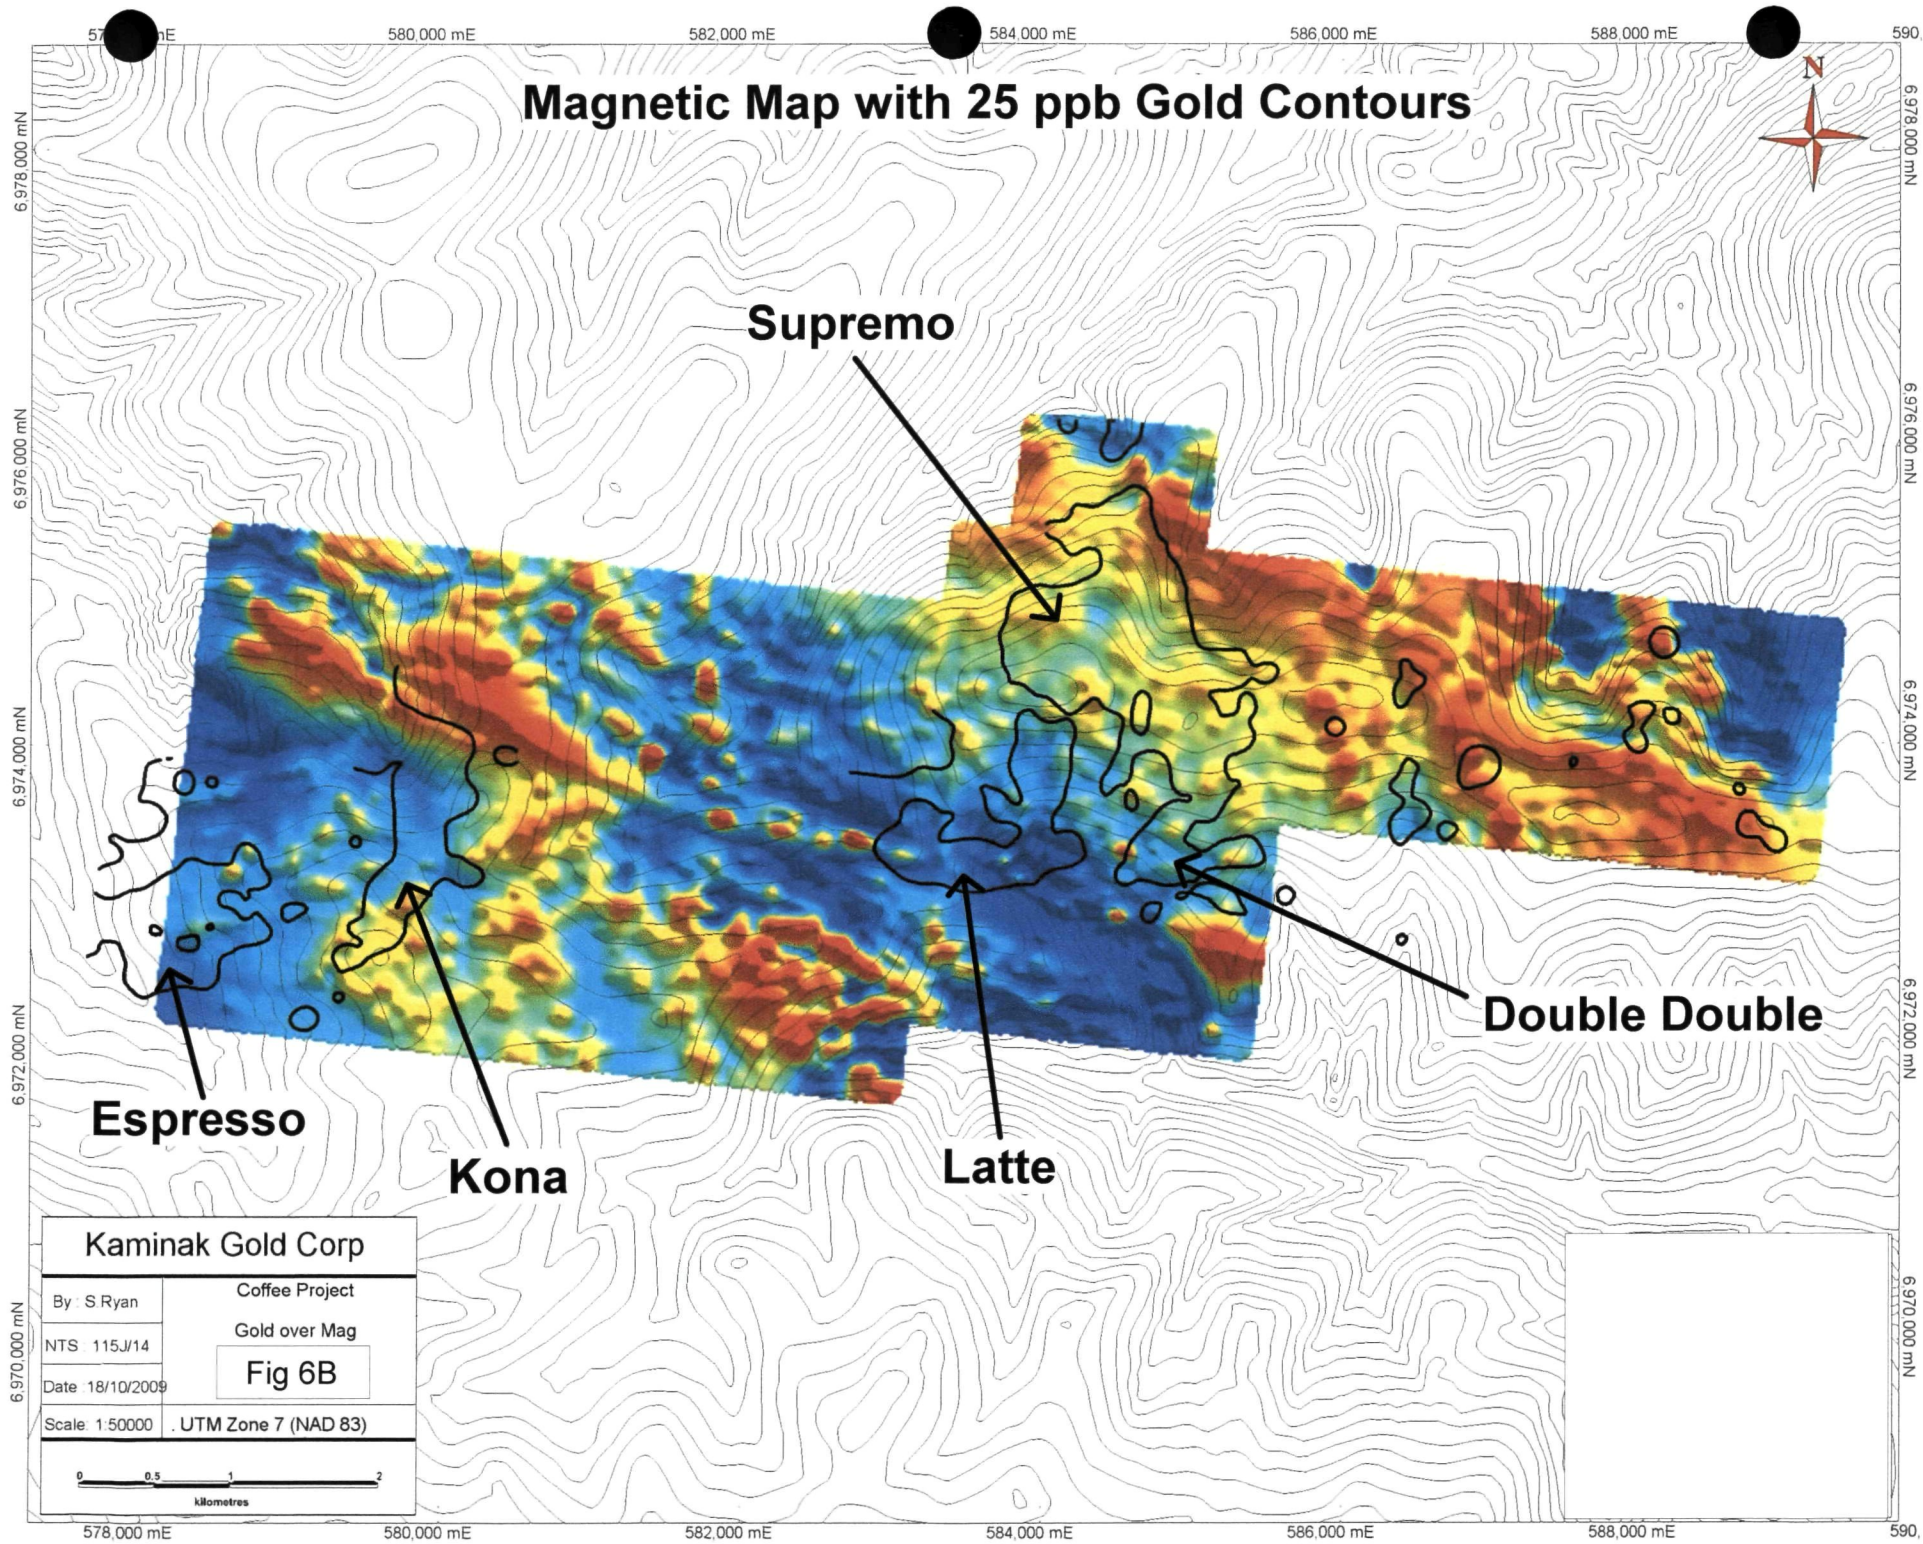 580,000 mE 582,000 mE 584,000 mE 586,000 mE 588,000 mE 590,
Magnetic Map with 25 ppb Gold Contours
N
6,978,000 mN 6,978,000 mN
Supremo
6,976,000 mN 6,976,000 mN
6,974,000 mN 6,974,000 mN
Double Double
6,972,000 mN 6,972,000 mN
Espresso
Kona
Latte
Kaminak Gold Corp
By : S.Ryan
Coffee Project
NTS : 115J/14
Gold over Mag
Fig 6B
Date :18/10/2009
Scale: 1:50000
. UTM Zone 7 (NAD 83)
0 0.5 1 2
kilometres
6,970,000 mN 6,970,000 mN
578,000 mE 580,000 mE 582,000 mE 584,000 mE 586,000 mE 588,000 mE 590,